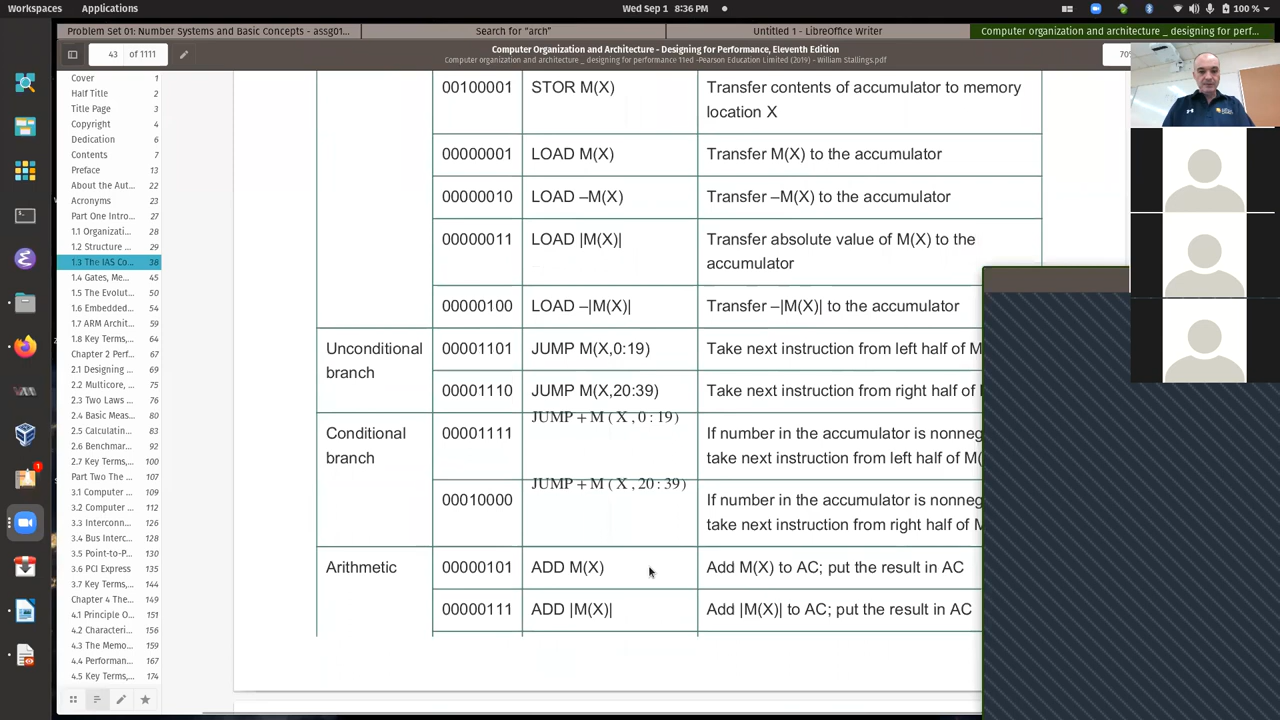 Workspaces Applications Wed Sep 1 8:36 PM 100 %
Problem Set 01: Number Systems and Basic Concepts - assg01... Search for “arch” Untitled 1 - LibreOffice Writer Computer organization and architecture _ designing for perf...
43 of 1111 Computer Organization and Architecture - Designing for Performance, Eleventh Edition 70%
Computer organization and architecture _ designing for performance 11ed -Pearson Education Limited (2019) - William Stallings.pdf
Cover 1
Half Title 2
Title Page 3
Copyright 4
Dedication 6
Contents 7
Preface 13
About the Aut... 22
Acronyms 23
Part One Intro... 27
1.1 Organizati... 28
1.2 Structure ... 29
1.3 The IAS Co... 38
1.4 Gates, Me... 45
1.5 The Evolut... 50
1.6 Embedded... 54
1.7 ARM Archit... 59
1.8 Key Terms,... 64
Chapter 2 Perf... 67
2.1 Designing ... 69
2.2 Multicore, ... 75
2.3 Two Laws ... 76
2.4 Basic Meas... 80
2.5 Calculatin... 83
2.6 Benchmar... 92
2.7 Key Terms,... 100
Part Two The ... 107
3.1 Computer ... 109
3.2 Computer ... 112
3.3 Interconn... 126
3.4 Bus Interc... 128
3.5 Point-to-P... 130
3.6 PCI Express 135
3.7 Key Terms,... 144
Chapter 4 The... 149
4.1 Principle O... 151
4.2 Characteri... 156
4.3 The Memo... 159
4.4 Performan... 167
4.5 Key Terms,... 174
00100001 STOR M(X) Transfer contents of accumulator to memory
location X
00000001 LOAD M(X) Transfer M(X) to the accumulator
00000010 LOAD –M(X) Transfer –M(X) to the accumulator
00000011 LOAD |M(X)| Transfer absolute value of M(X) to the
accumulator
00000100 LOAD –|M(X)| Transfer –|M(X)| to the accumulator
Unconditional 00001101 JUMP M(X,0:19) Take next instruction from left half of M
branch
00001110 JUMP M(X,20:39) Take next instruction from right half of
JUMP + M ( X , 0 : 19 )
Conditional 00001111 If number in the accumulator is nonneg
branch take next instruction from left half of M(
JUMP + M ( X , 20 : 39 )
00010000 If number in the accumulator is nonneg
take next instruction from right half of M
Arithmetic 00000101 ADD M(X) Add M(X) to AC; put the result in AC
00000111 ADD |M(X)| Add |M(X)| to AC; put the result in AC